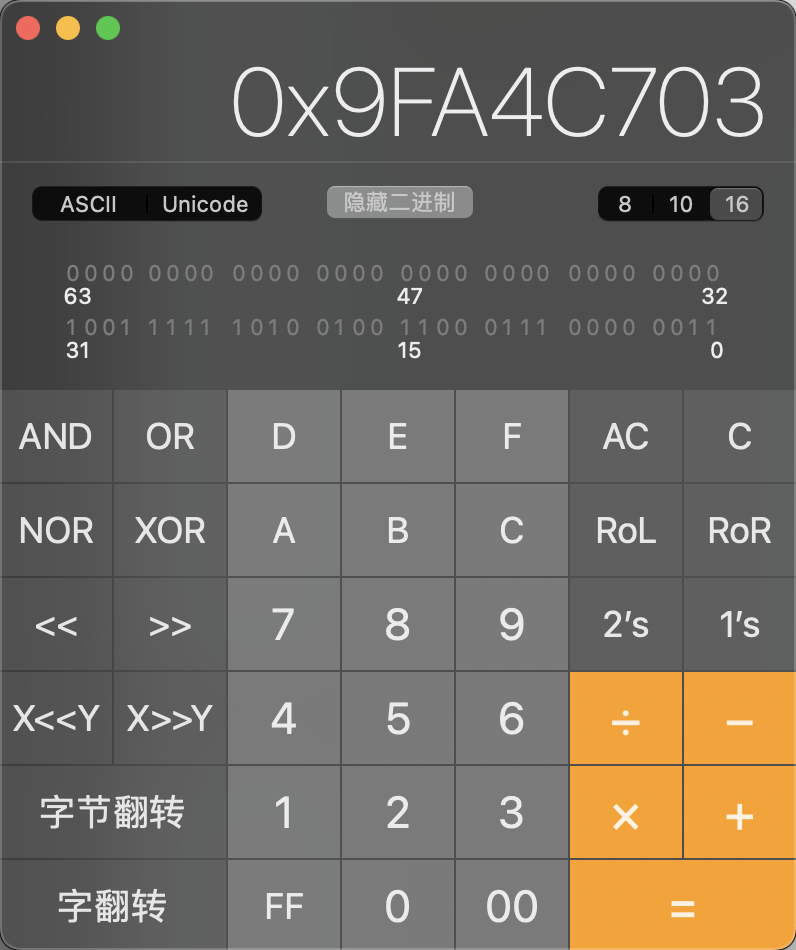 0x9FA4C703
ASCII Unicode 隐藏二进制 8 10 16
0000 0000 0000 0000 0000 0000 0000 0000
63 47 32
1001 1111 1010 0100 1100 0111 0000 0011
31 15 0
AND OR D E F AC C
NOR XOR A B C RoL RoR
<< >> 7 8 9 2's 1's
X<<Y X>>Y 4 5 6 ÷ −
字节翻转 1 2 3 × +
字翻转 FF 0 00 =